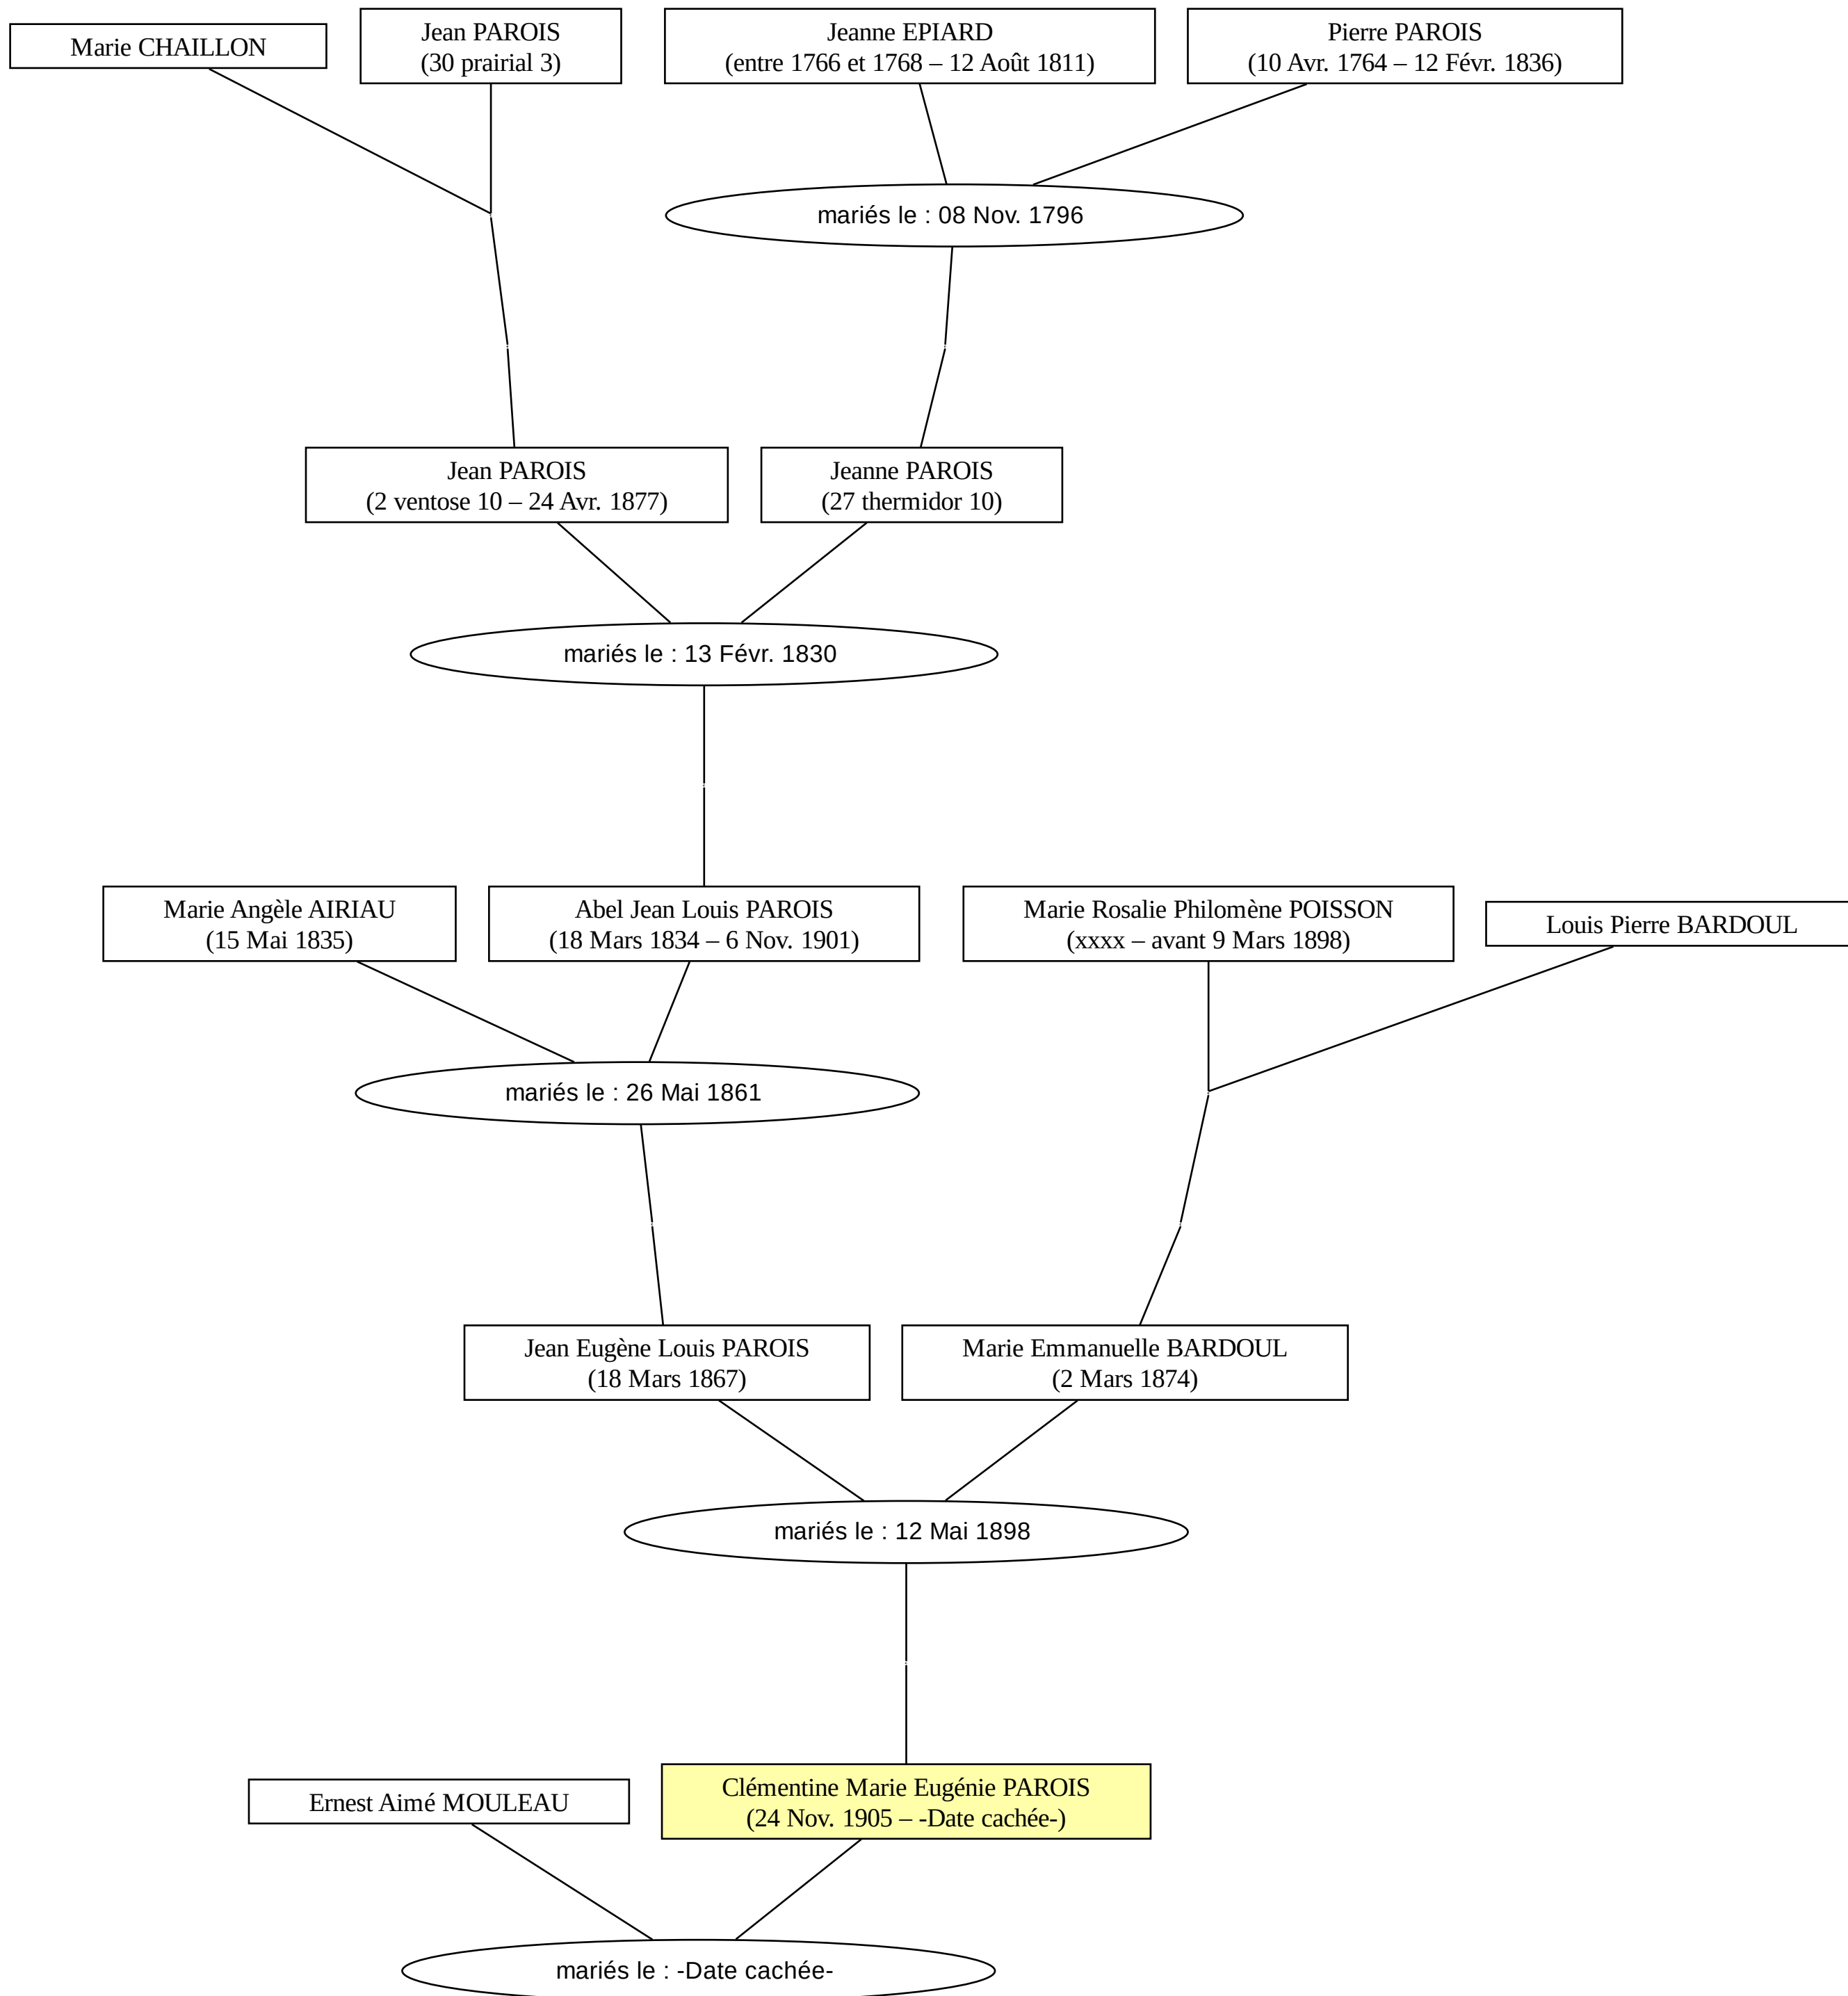 Marie CHAILLON
Jean PAROIS
(30 prairial 3)
Jeanne EPIARD
(entre 1766 et 1768 – 12 Août 1811)
Pierre PAROIS
(10 Avr. 1764 – 12 Févr. 1836)
mariés le : 08 Nov. 1796
Jean PAROIS
(2 ventose 10 – 24 Avr. 1877)
Jeanne PAROIS
(27 thermidor 10)
mariés le : 13 Févr. 1830
Marie Angèle AIRIAU
(15 Mai 1835)
Abel Jean Louis PAROIS
(18 Mars 1834 – 6 Nov. 1901)
Marie Rosalie Philomène POISSON
(xxxx – avant 9 Mars 1898)
Louis Pierre BARDOUL
mariés le : 26 Mai 1861
Jean Eugène Louis PAROIS
(18 Mars 1867)
Marie Emmanuelle BARDOUL
(2 Mars 1874)
mariés le : 12 Mai 1898
Ernest Aimé MOULEAU
Clémentine Marie Eugénie PAROIS
(24 Nov. 1905 – -Date cachée-)
mariés le : -Date cachée-